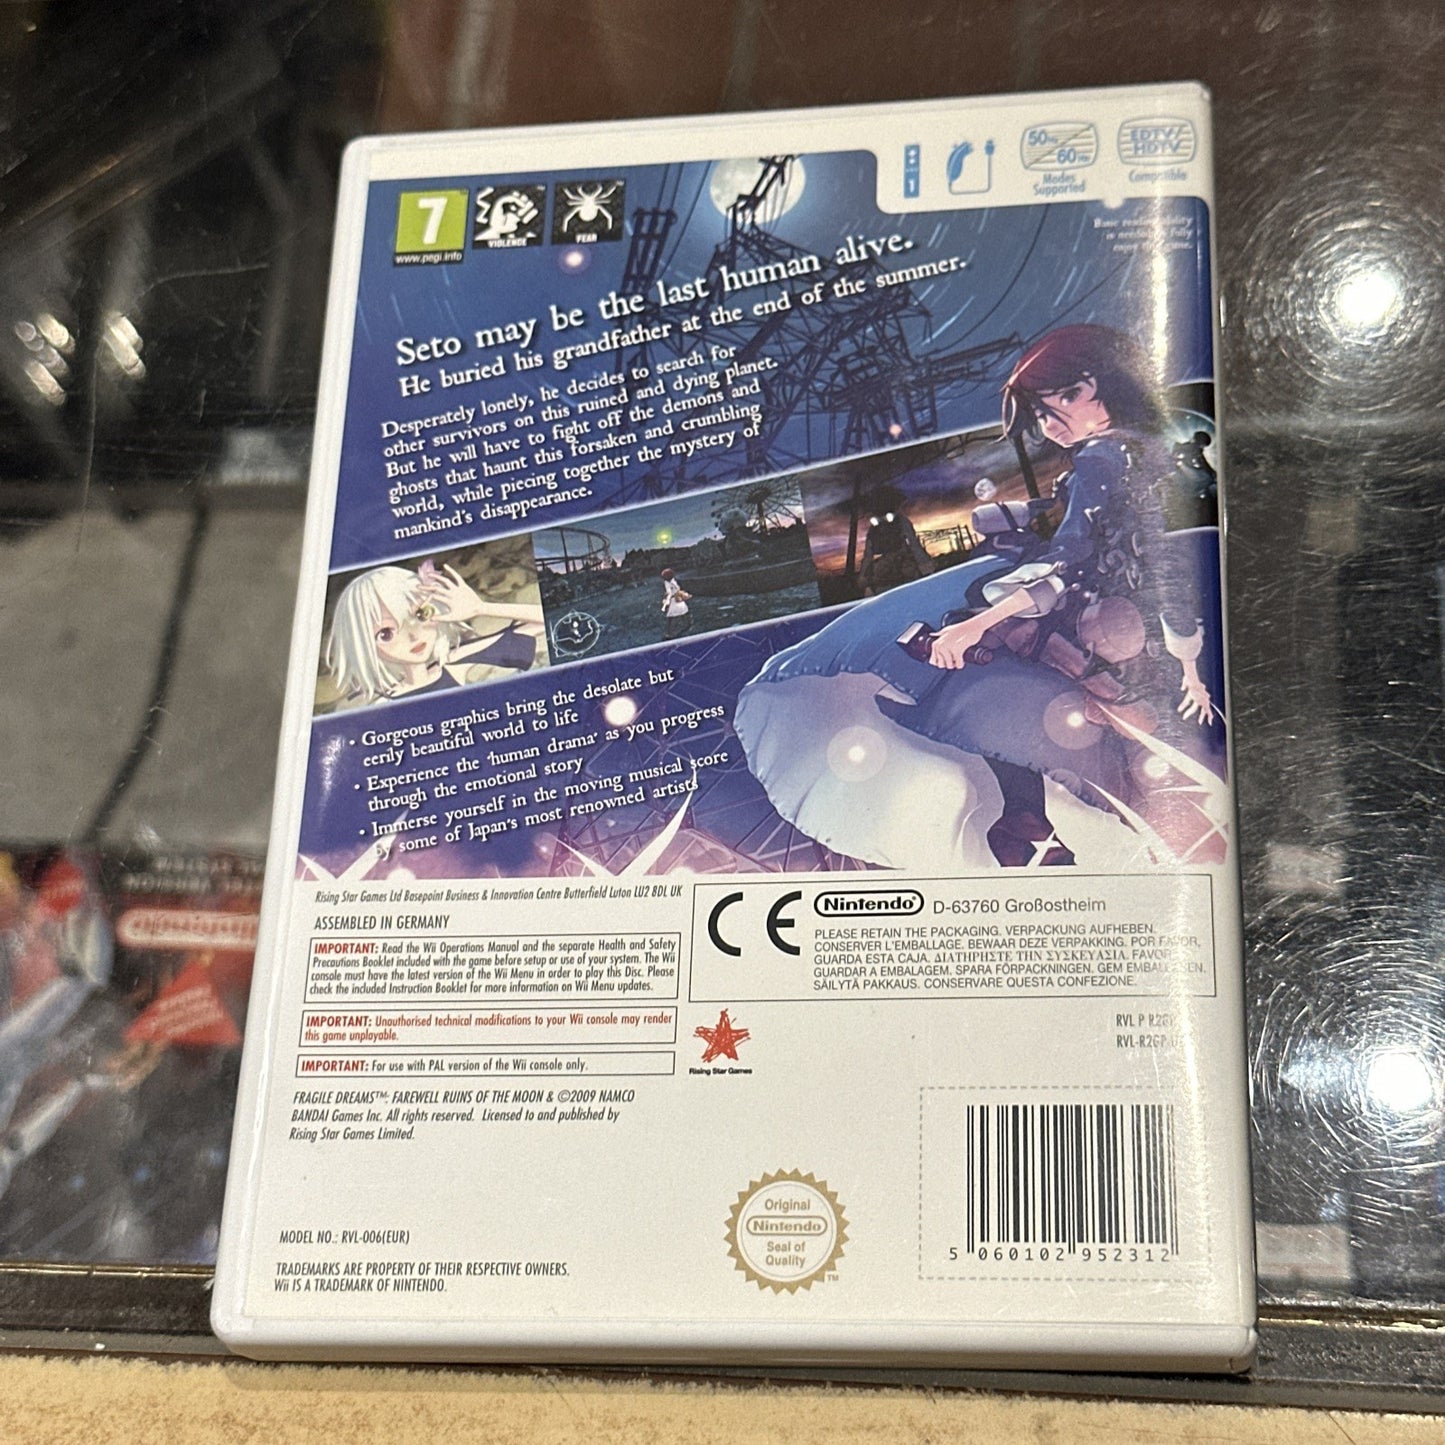 7
www.pegi.info
VIOLENCE
FEAR
1
50Hz
60Hz
Modes
Supported
EDTV/
HDTV
Compatible
Seto may be the last human alive.
He buried his grandfather at the end of the summer.
Desperately lonely, he decides to search for
other survivors on this ruined and dying planet.
But he will have to fight off the demons and
ghosts that haunt this forsaken and crumbling
world, while piecing together the mystery of
mankind's disappearance.
• Gorgeous graphics bring the desolate but
eerily beautiful world to life
• Experience the 'human drama' as you progress
through the emotional story
• Immerse yourself in the moving musical score
by some of Japan's most renowned artists
Rising Star Games Ltd Basepoint Business & Innovation Centre Butterfield Luton LU2 8DL UK
ASSEMBLED IN GERMANY
IMPORTANT: Read the Wii Operations Manual and the separate Health and Safety
Precautions Booklet included with the game before setup or use of your system. The Wii
console must have the latest version of the Wii Menu in order to play this Disc. Please
check the included Instruction Booklet for more information on Wii Menu updates.
IMPORTANT: Unauthorised technical modifications to your Wii console may render
this game unplayable.
IMPORTANT: For use with PAL version of the Wii console only.
CE
Nintendo® D-63760 Großostheim
PLEASE RETAIN THE PACKAGING. VERPACKUNG AUFHEBEN.
CONSERVER L'EMBALLAGE. BEWAAR DEZE VERPAKKING. POR FAVOR,
GUARDA ESTA CAJA. ΔΙΑΤΗΡΗΣΤΕ ΤΗΝ ΣΥΣΚΕΥΑΣΙΑ. FAVOR
GUARDAR A EMBALAGEM. SPARA FÖRPACKNINGEN. GEM EMBALLAGEN.
SÄILYTÄ PAKKAUS. CONSERVARE QUESTA CONFEZIONE.
Rising Star Games
RVL P
FRAGILE DREAMS™: FAREWELL RUINS OF THE MOON & ©2009 NAMCO
BANDAI Games Inc. All rights reserved. Licensed to and published by
Rising Star Games Limited.
MODEL NO.: RVL-006(EUR)
TRADEMARKS ARE PROPERTY OF THEIR RESPECTIVE OWNERS.
Wii IS A TRADEMARK OF NINTENDO.
Original
Nintendo
Seal of
Quality
TM
5 060102 952312